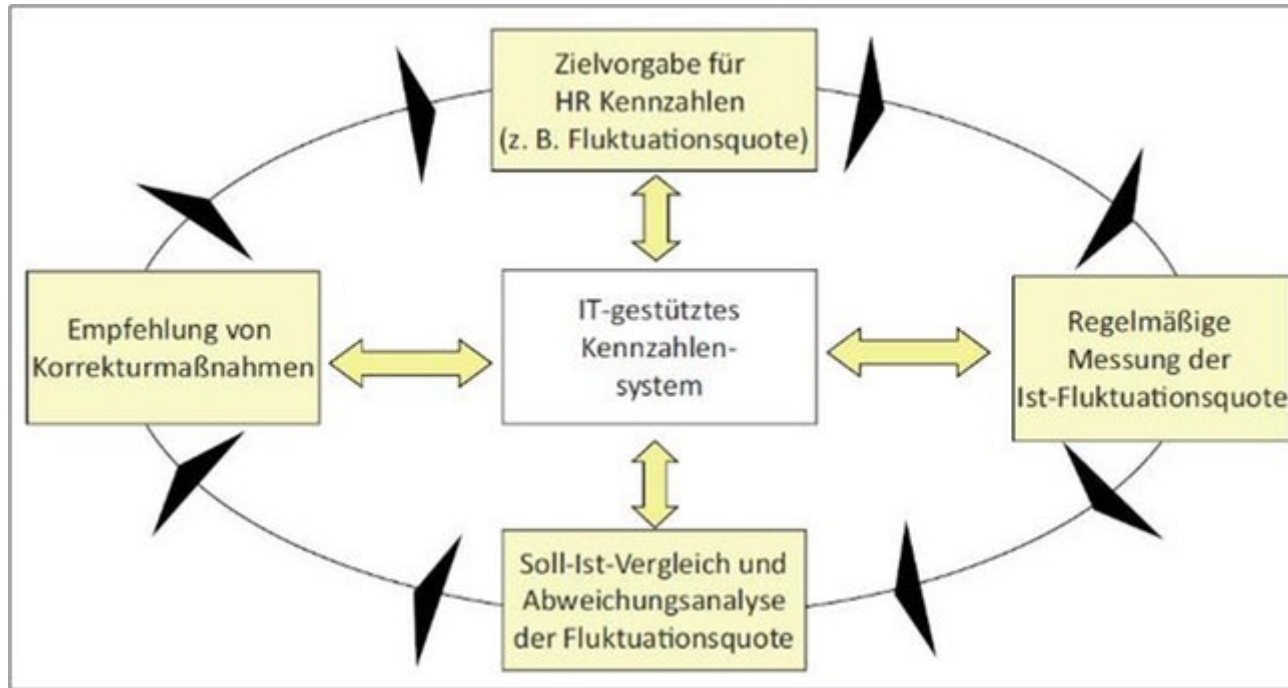 Zielvorgabe für
HR Kennzahlen
(z. B. Fluktuationsquote)
Empfehlung von
Korrekturmaßnahmen
IT-gestütztes
Kennzahlen-
system
Regelmäßige
Messung der
Ist-Fluktuationsquote
Soll-Ist-Vergleich und
Abweichungsanalyse
der Fluktuationsquote